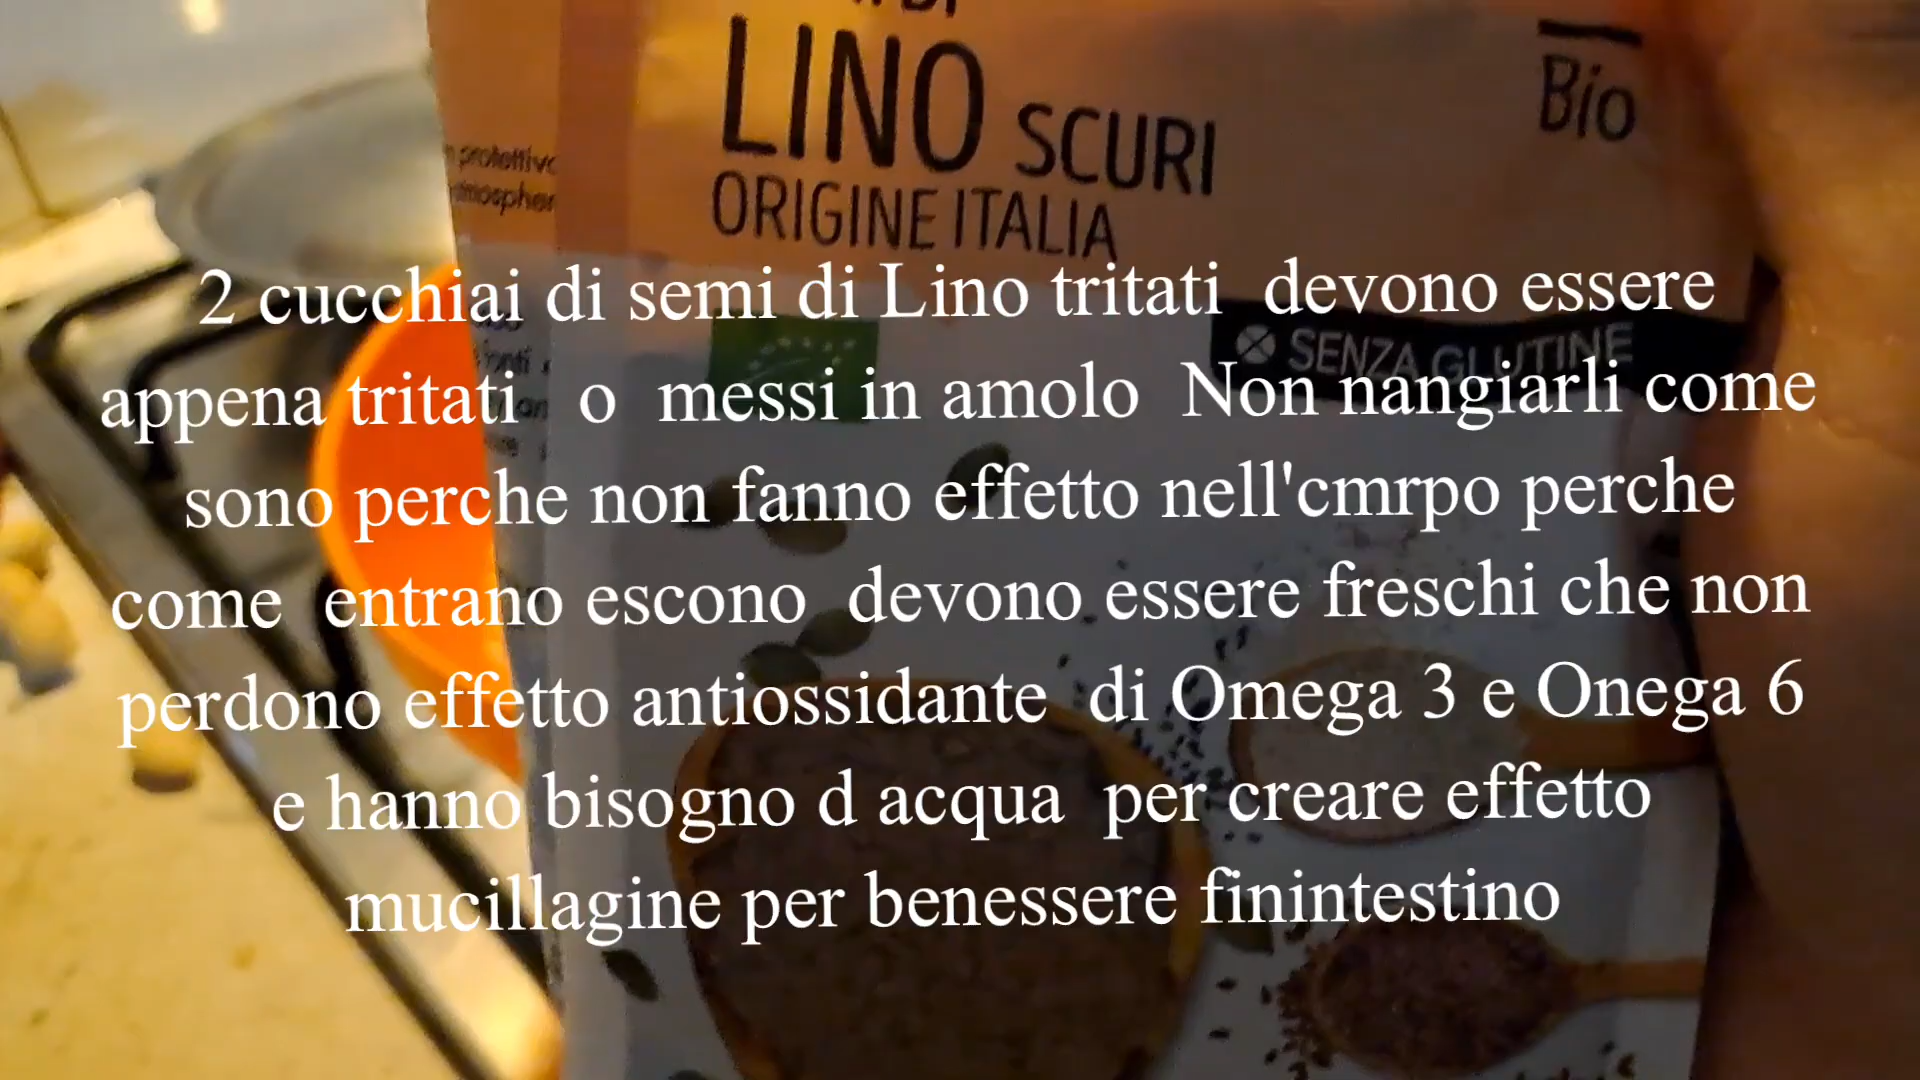 LINO SCURI
Bio
ORIGINE ITALIA
protettiva
SENZA GLUTINE
2 cucchiai di semi di Lino tritati devono essere
appena tritati o messi in amolo Non nangiarli come
sono perche non fanno effetto nell'cmrpo perche
come entrano escono devono essere freschi che non
perdono effetto antiossidante di Omega 3 e Onega 6
e hanno bisogno d acqua per creare effetto
mucillagine per benessere finintestino